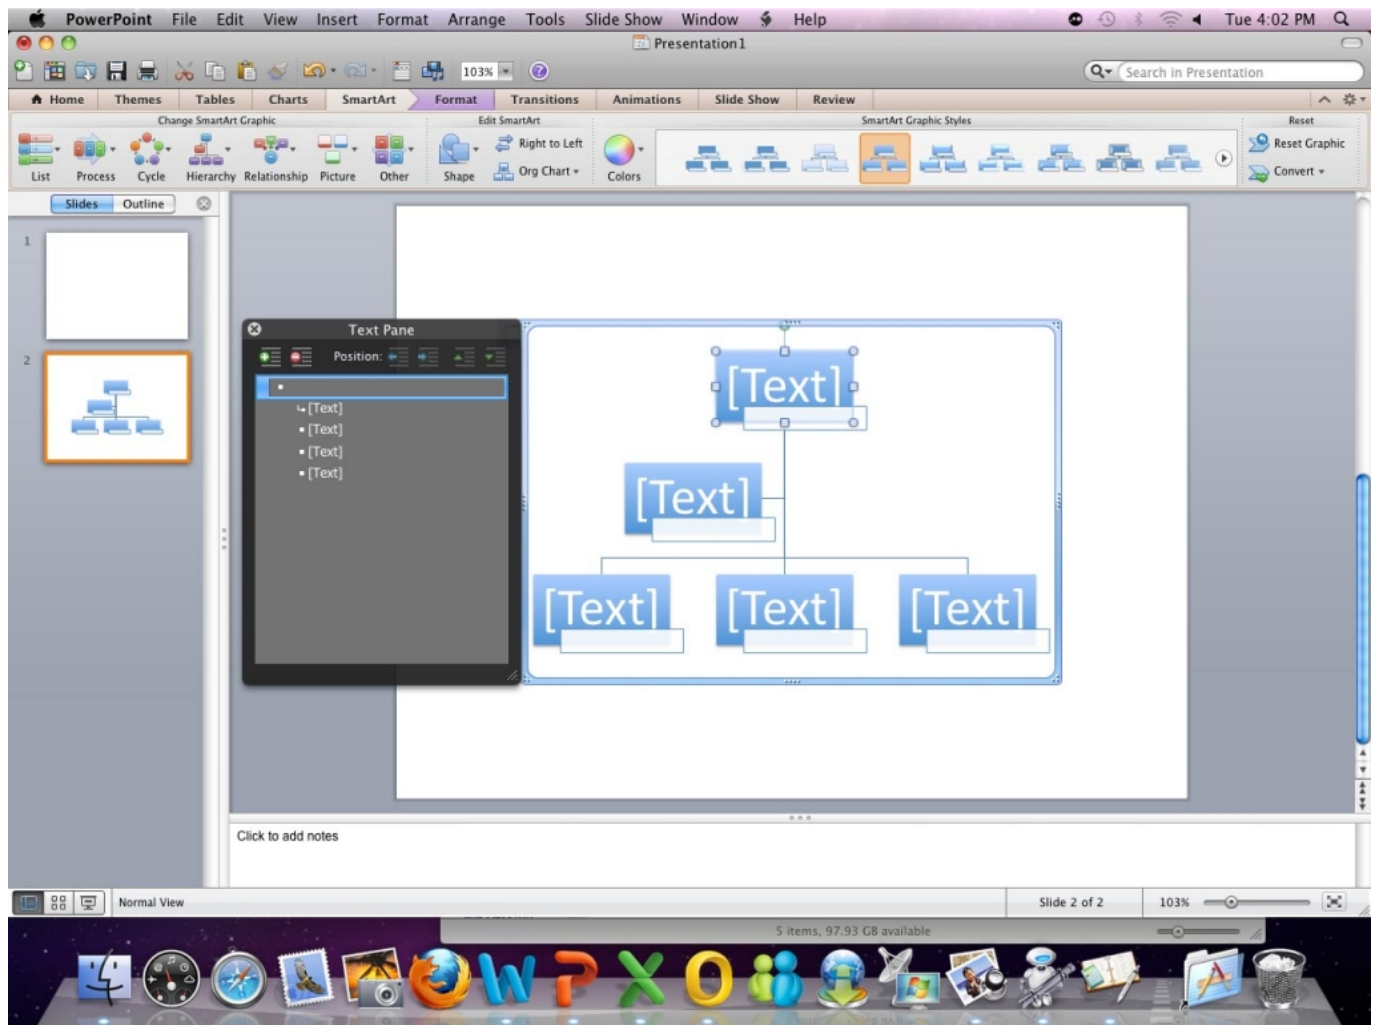 PowerPoint File Edit View Insert Format Arrange Tools Slide Show Window Help Tue 4:02 PM
Presentation1
103% Search in Presentation
Home Themes Tables Charts SmartArt Format Transitions Animations Slide Show Review
Change SmartArt Graphic Edit SmartArt SmartArt Graphic Styles Reset
Right to Left Reset Graphic
Org Chart Convert
List Process Cycle Hierarchy Relationship Picture Other Shape Colors
Slides Outline
1
2
Text Pane
Position:
[Text]
[Text]
[Text]
[Text]
[Text]
[Text]
[Text] [Text] [Text]
Click to add notes
Normal View Slide 2 of 2 103%
5 items, 97.93 GB available